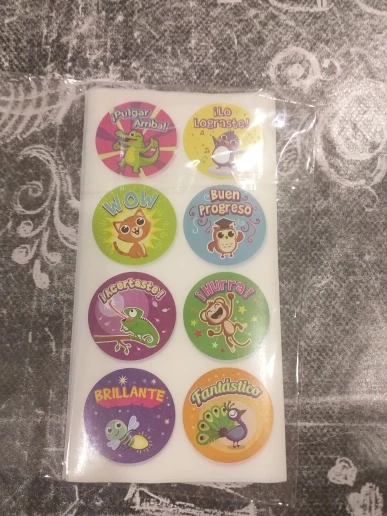 ¡Pulgar
Arriba!
¡Lo
Lograste!
WOW
Buen
Progreso
¡Acertaste!
¡Hurra!
BRILLANTE
Fantástico